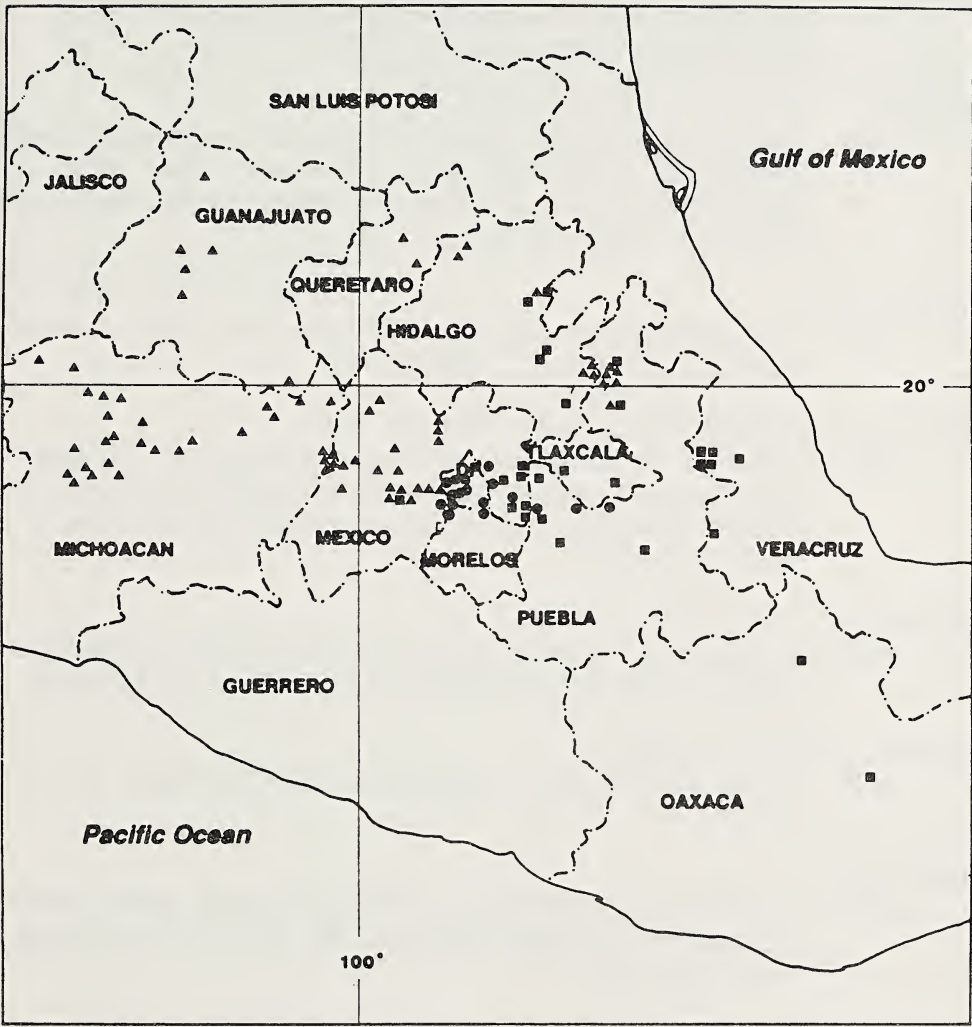 SAN LUIS POTOSI
Gulf of Mexico
JALISCO
GUANAJUATO
QUERETARO
HIDALGO
20°
TLAXCALA
DF
MEXICO
MICHOACAN
MORELOS
VERACRUZ
PUEBLA
GUERRERO
OAXACA
Pacific Ocean
100°